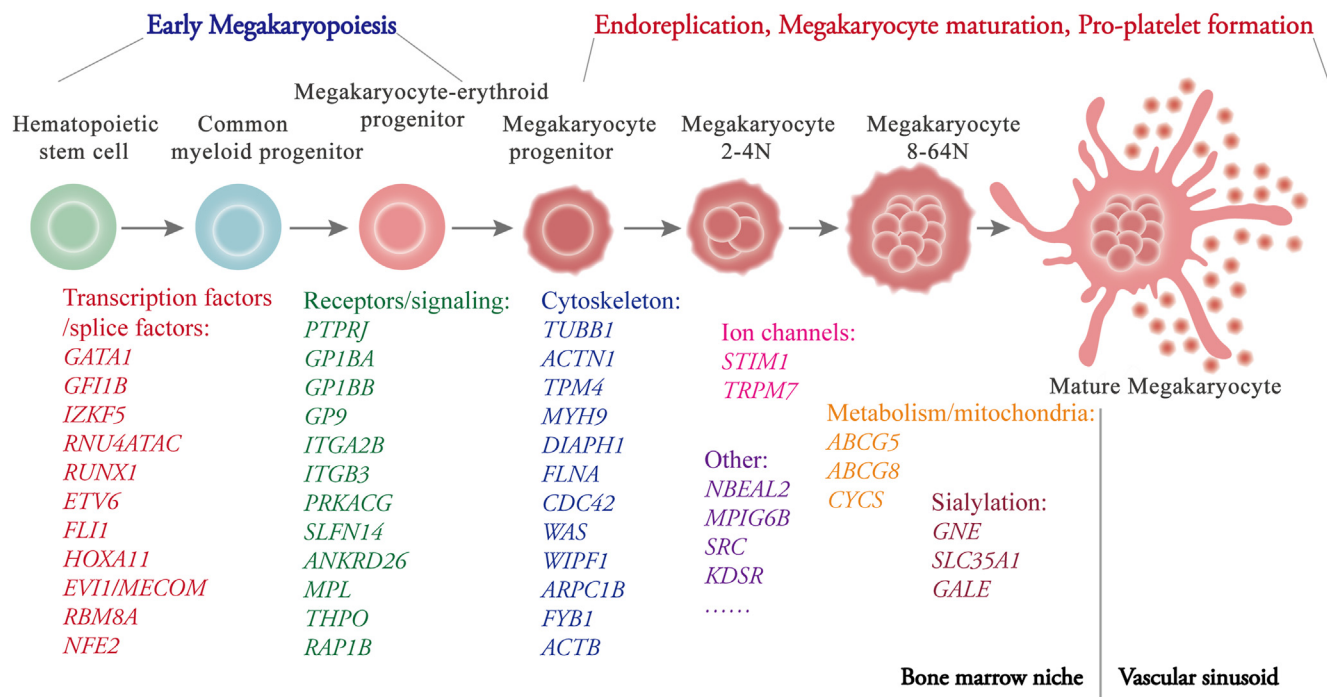 Early Megakaryopoiesis
Endoreplication, Megakaryocyte maturation, Pro-platelet formation
Hematopoietic
stem cell
Common
myeloid progenitor
Megakaryocyte-erythroid
progenitor
Megakaryocyte
progenitor
Megakaryocyte
2-4N
Megakaryocyte
8-64N
Mature Megakaryocyte
Transcription factors
/splice factors:
GATA1
GFI1B
IZKF5
RNU4ATAC
RUNX1
ETV6
FLI1
HOXA11
EVI1/MECOM
RBM8A
NFE2
Receptors/signaling:
PTPRJ
GP1BA
GP1BB
GP9
ITGA2B
ITGB3
PRKACG
SLFN14
ANKRD26
MPL
THPO
RAP1B
Cytoskeleton:
TUBB1
ACTN1
TPM4
MYH9
DIAPH1
FLNA
CDC42
WAS
WIPF1
ARPC1B
FYB1
ACTB
Ion channels:
STIM1
TRPM7
Other:
NBEAL2
MPIG6B
SRC
KDSR
......
Metabolism/mitochondria:
ABCG5
ABCG8
CYCS
Sialylation:
GNE
SLC35A1
GALE
Bone marrow niche
Vascular sinusoid